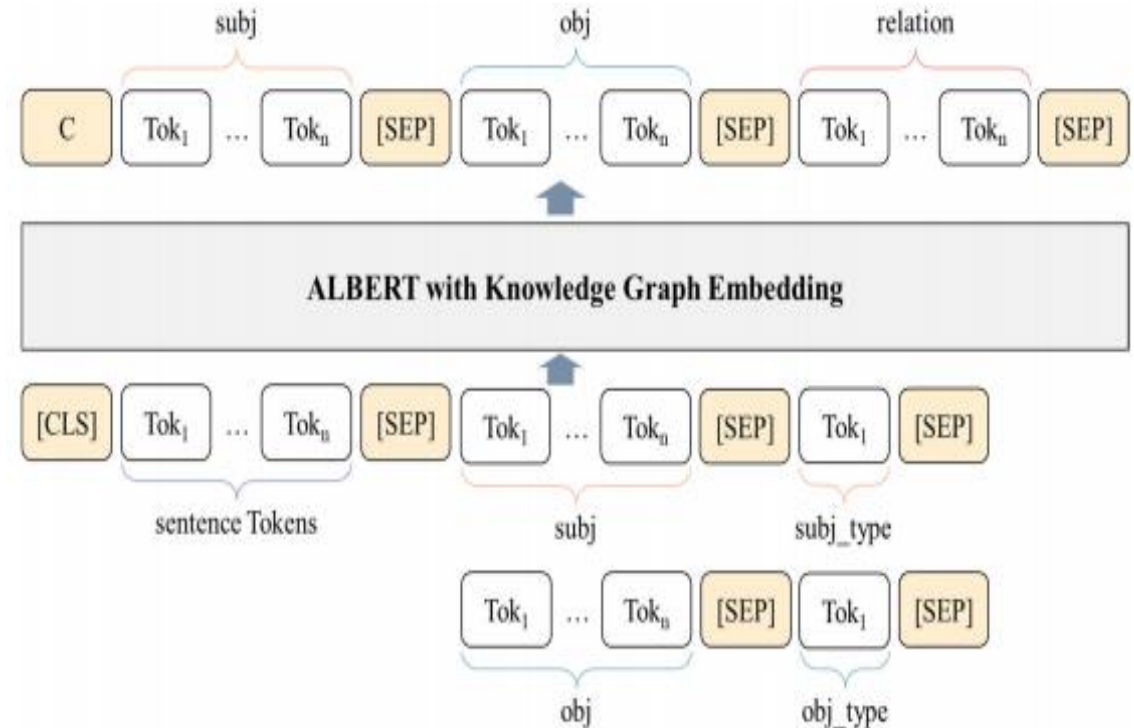 subj obj relation
C Tok₁ ... Tokₙ [SEP] Tok₁ ... Tokₙ [SEP] Tok₁ ... Tokₙ [SEP]
ALBERT with Knowledge Graph Embedding
[CLS] Tok₁ ... Tokₙ [SEP] Tok₁ ... Tokₙ [SEP] Tok₁ [SEP]
sentence Tokens subj subj_type
Tok₁ ... Tokₙ [SEP] Tok₁ [SEP]
obj obj_type